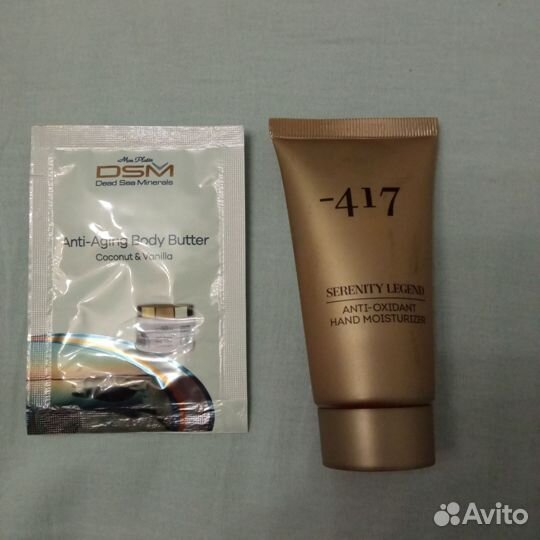 Mon Platin
DSM
Dead Sea Minerals
Anti-Aging Body Butter
Coconut & Vanilla
-417
SERENITY LEGEND
ANTI-OXIDANT
HAND MOISTURIZER
Avito